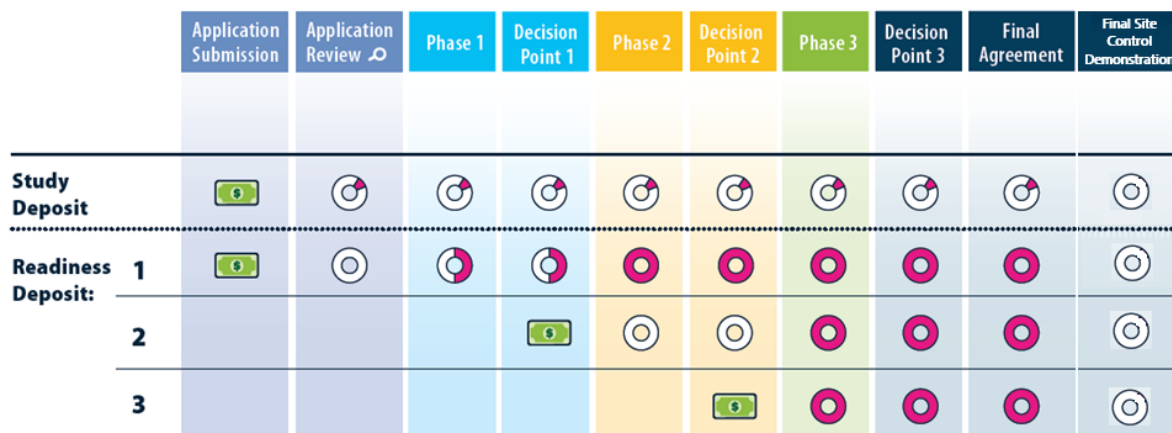 Application
Submission
Application
Review
Phase 1
Decision
Point 1
Phase 2
Decision
Point 2
Phase 3
Decision
Point 3
Final
Agreement
Final Site
Control
Demonstration
Study
Deposit
$
Readiness
Deposit:
1
$
2
$
3
$